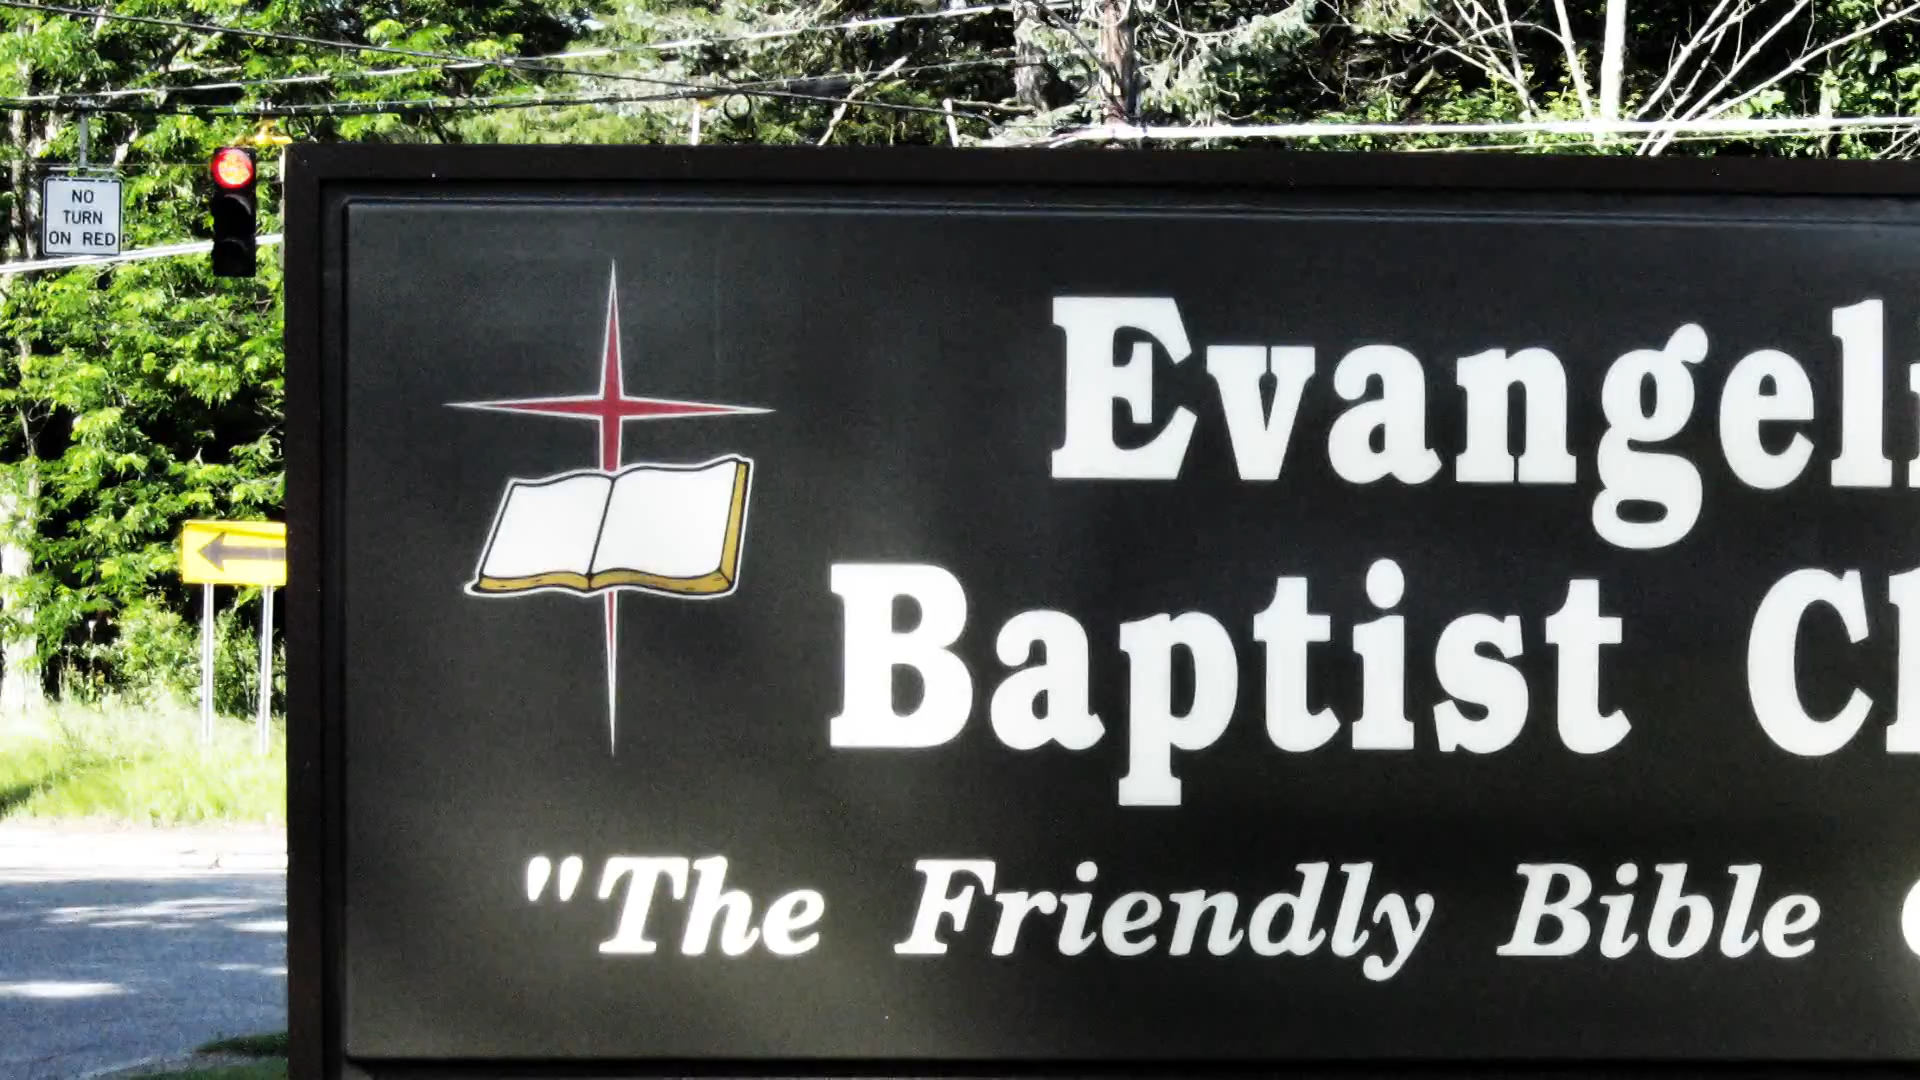 NO
TURN
ON RED
Evangel
Baptist C
"The Friendly Bible